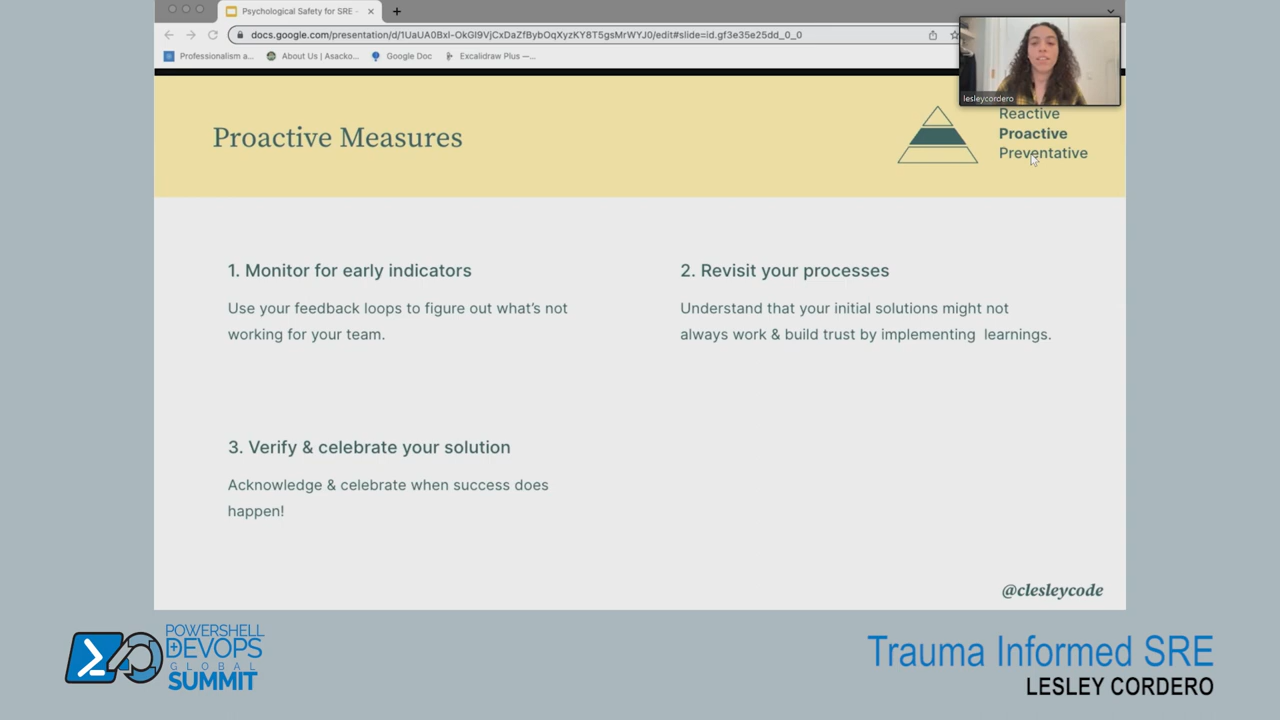 Psychological Safety for SRE -
docs.google.com/presentation/d/1UaUA0BxI-OkGI9VjCxDaZfBybOqXyzKY8T5gsMrWYJ0/edit#slide=id.gf3e35e25dd_0_0
Professionalism a...
About Us | Asacko...
Google Doc
Excalidraw Plus —...
lesleycordero
Proactive Measures
Reactive
Proactive
Preventative
1. Monitor for early indicators
Use your feedback loops to figure out what's not
working for your team.
2. Revisit your processes
Understand that your initial solutions might not
always work & build trust by implementing learnings.
3. Verify & celebrate your solution
Acknowledge & celebrate when success does
happen!
@clesleycode
POWERSHELL
DEVOPS
GLOBAL
SUMMIT
Trauma Informed SRE
LESLEY CORDERO